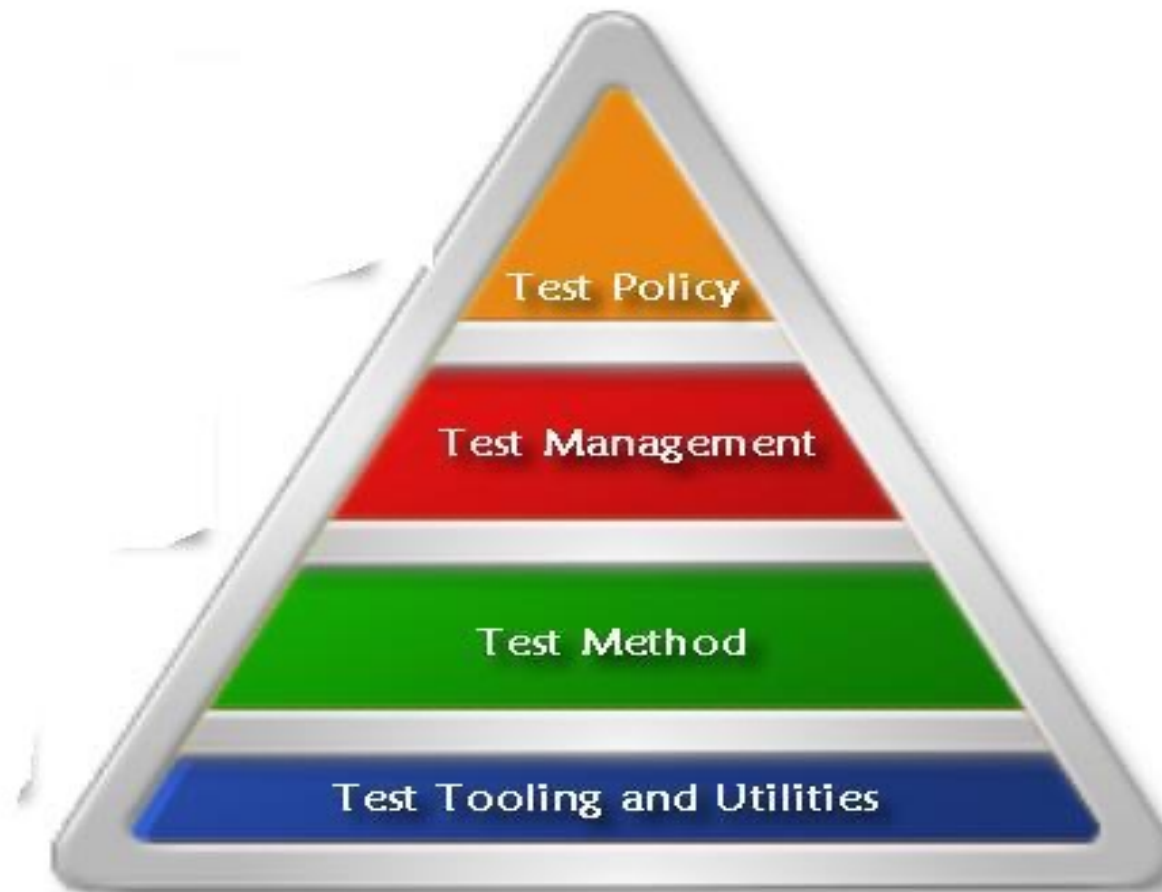 Test Policy
Test Management
Test Method
Test Tooling and Utilities